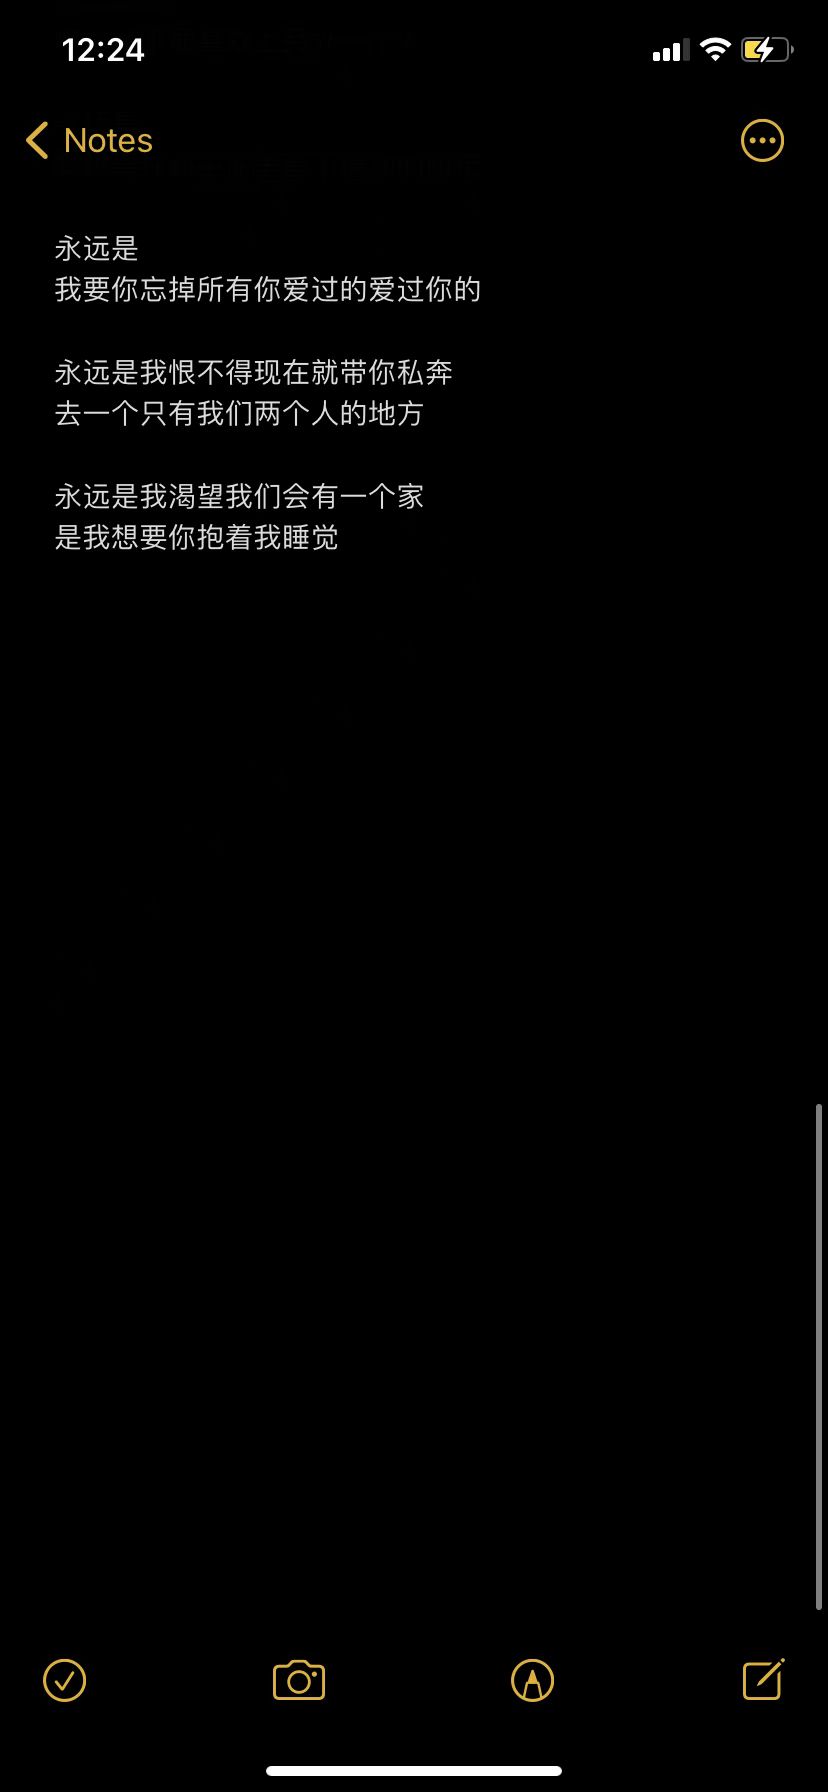 12:24
Notes
永远是
我要你忘掉所有你爱过的爱过你的
永远是我恨不得现在就带你私奔
去一个只有我们两个人的地方
永远是我渴望我们会有一个家
是我想要你抱着我睡觉